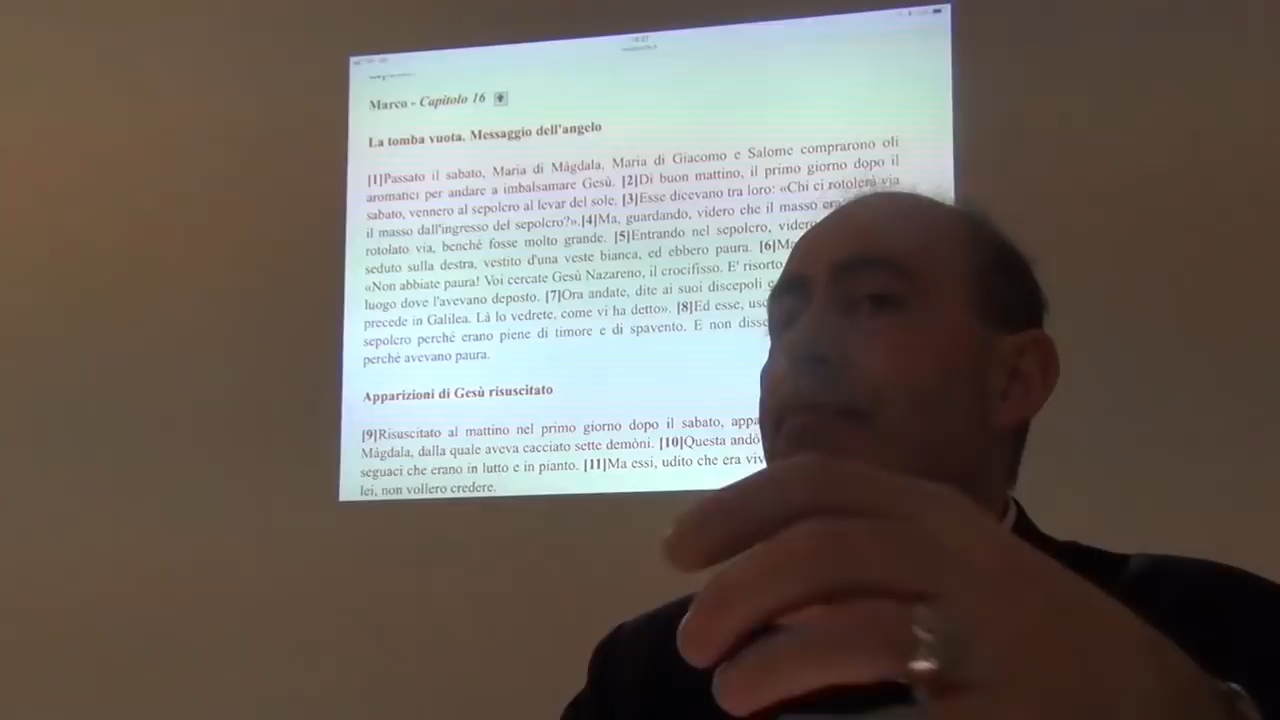 Marco - Capitolo 16
La tomba vuota. Messaggio dell'angelo
[1]Passato il sabato, Maria di Màgdala, Maria di Giacomo e Salome comprarono oli
aromatici per andare a imbalsamare Gesù. [2]Di buon mattino, il primo giorno dopo il
sabato, vennero al sepolcro al levar del sole. [3]Esse dicevano tra loro: «Chi ci rotolerà via
il masso dall'ingresso del sepolcro?».[4]Ma, guardando, videro che il masso era
rotolato via, benché fosse molto grande. [5]Entrando nel sepolcro, videro
seduto sulla destra, vestito d'una veste bianca, ed ebbero paura. [6]Ma
«Non abbiate paura! Voi cercate Gesù Nazareno, il crocifisso. E' risorto
luogo dove l'avevano deposto. [7]Ora andate, dite ai suoi discepoli e
precede in Galilea. Là lo vedrete, come vi ha detto». [8]Ed esse, usc
sepolcro perché erano piene di timore e di spavento. E non disse
perché avevano paura.
Apparizioni di Gesù risuscitato
[9]Risuscitato al mattino nel primo giorno dopo il sabato, appa
Màgdala, dalla quale aveva cacciato sette demòni. [10]Questa andò
seguaci che erano in lutto e in pianto. [11]Ma essi, udito che era viv
lei, non vollero credere.